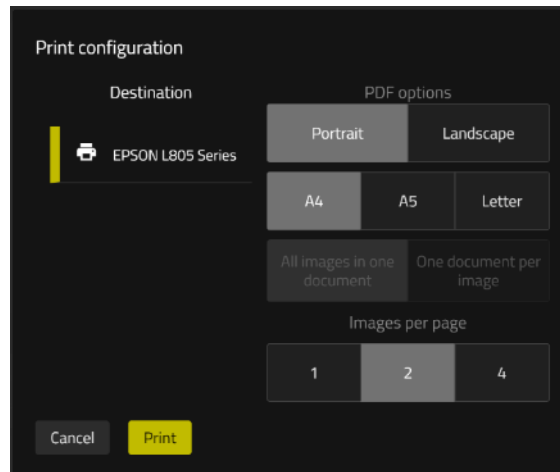 Print configuration
Destination
EPSON L805 Series
PDF options
Portrait
Landscape
A4
A5
Letter
All images in one
document
One document per
image
Images per page
1
2
4
Cancel
Print